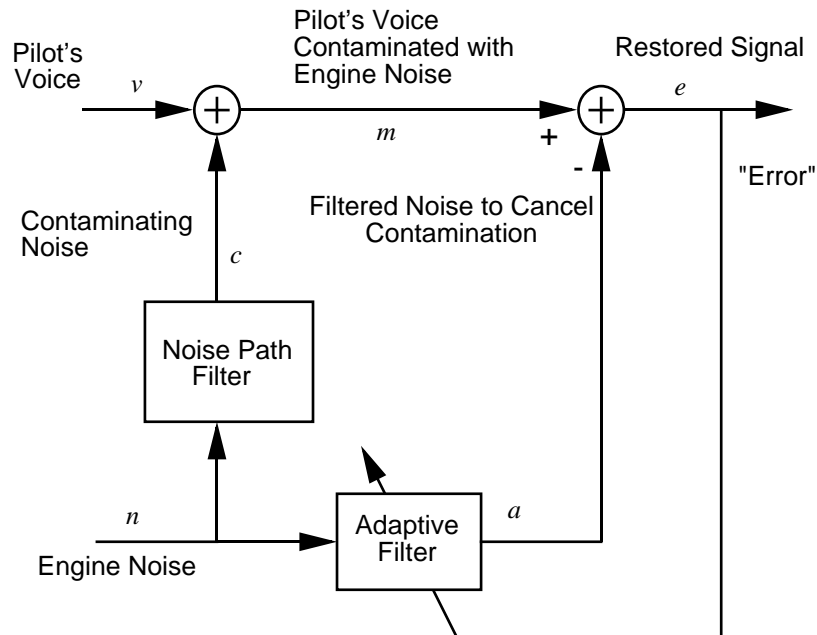 Pilot's
Voice
v
Pilot's Voice
Contaminated with
Engine Noise
m
Restored Signal
e
+
+
+
-
"Error"
Filtered Noise to Cancel
Contamination
Contaminating
Noise
c
Noise Path
Filter
n
Engine Noise
Adaptive
Filter
a